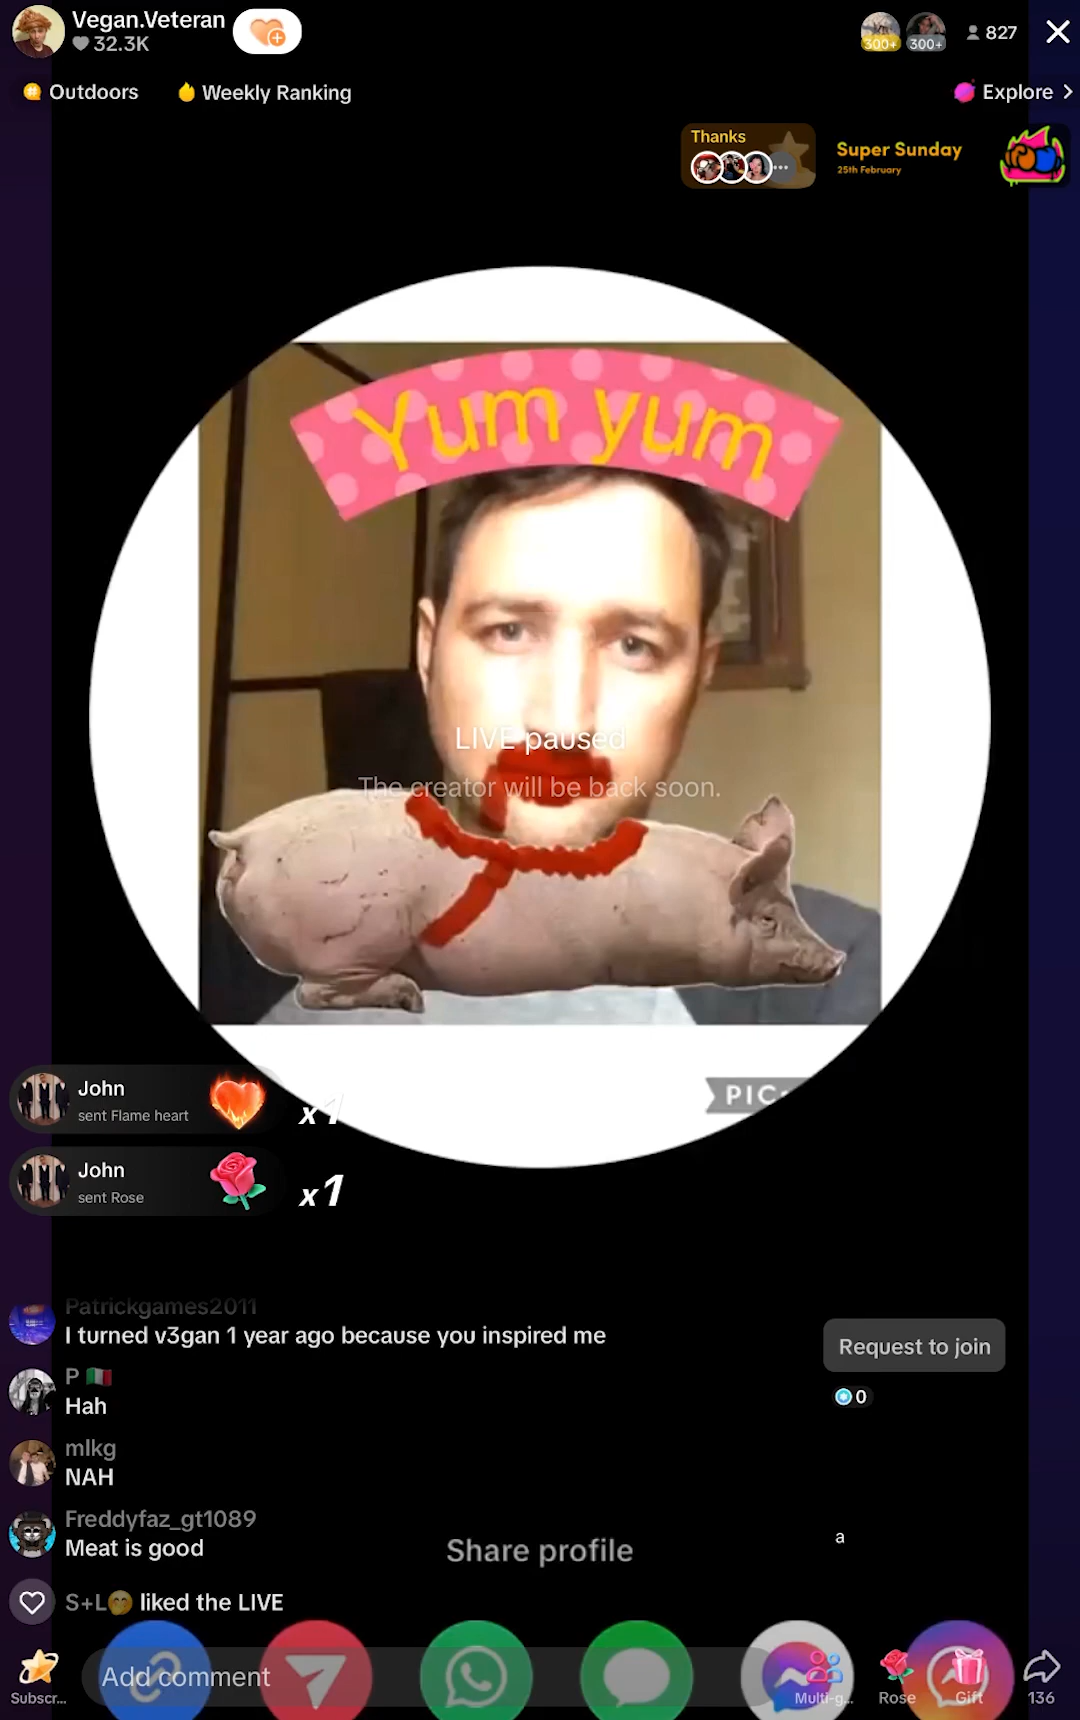 Vegan.Veteran
32.3K
300+
300+
827
Outdoors
Weekly Ranking
Explore
Thanks
Super Sunday
25th February
Yum yum
LIVE paused
The creator will be back soon.
PIC
John
sent Flame heart
x1
John
sent Rose
x1
Patrickgames2011
I turned v3gan 1 year ago because you inspired me
Request to join
P
0
Hah
mlkg
NAH
Freddyfaz_gt1089
Meat is good
a
Share profile
S+L liked the LIVE
Add comment
Subscr...
Multi-g...
Rose
Gift
136